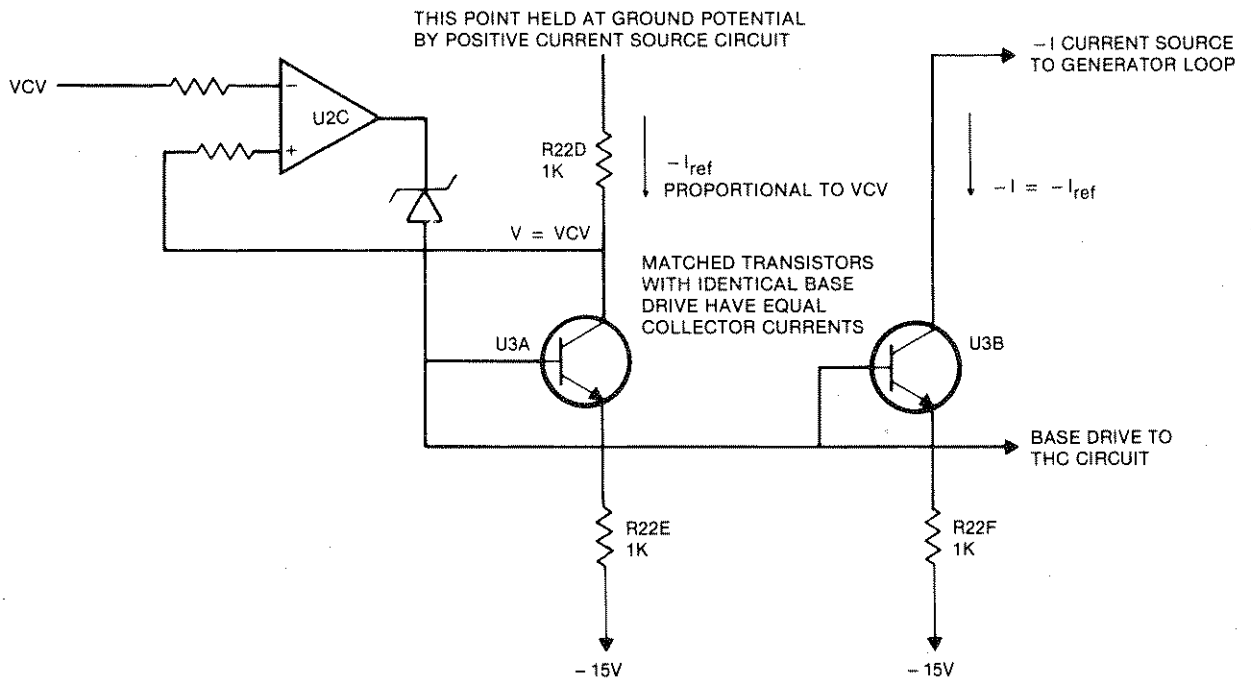 THIS POINT HELD AT GROUND POTENTIAL
BY POSITIVE CURRENT SOURCE CIRCUIT
−I CURRENT SOURCE
TO GENERATOR LOOP
VCV
−
U2C
+
R22D
1K
−Iref
PROPORTIONAL TO VCV
−I = −Iref
V = VCV
MATCHED TRANSISTORS
WITH IDENTICAL BASE
DRIVE HAVE EQUAL
COLLECTOR CURRENTS
U3A
U3B
BASE DRIVE TO
THC CIRCUIT
R22E
1K
R22F
1K
−15V
−15V